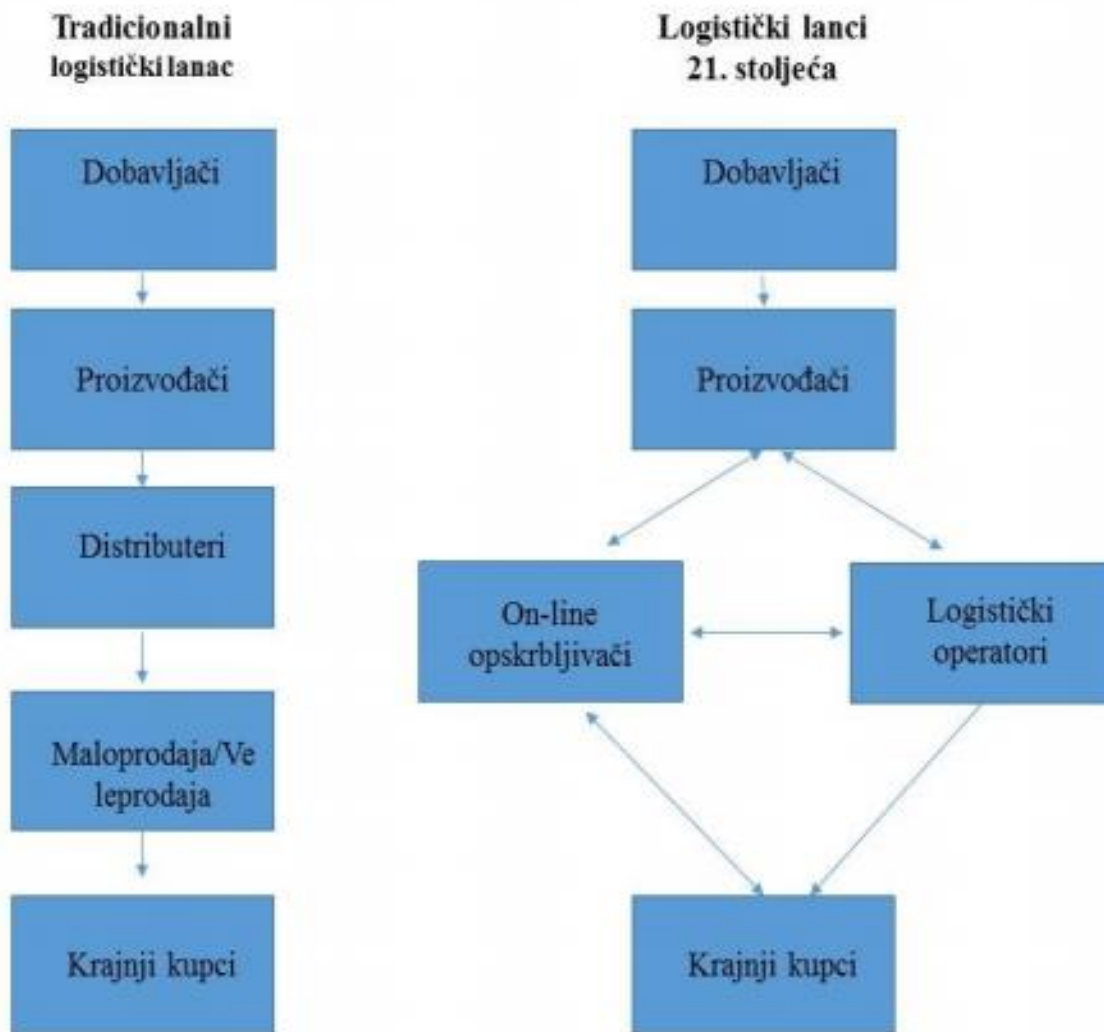 Tradicionalni
logistički lanac
Dobavljači
Proizvođači
Distributeri
Maloprodaja/Ve
leprodaja
Krajnji kupci
Logistički lanci
21. stoljeća
Dobavljači
Proizvođači
On-line
opskrbljivači
Logistički
operatori
Krajnji kupci